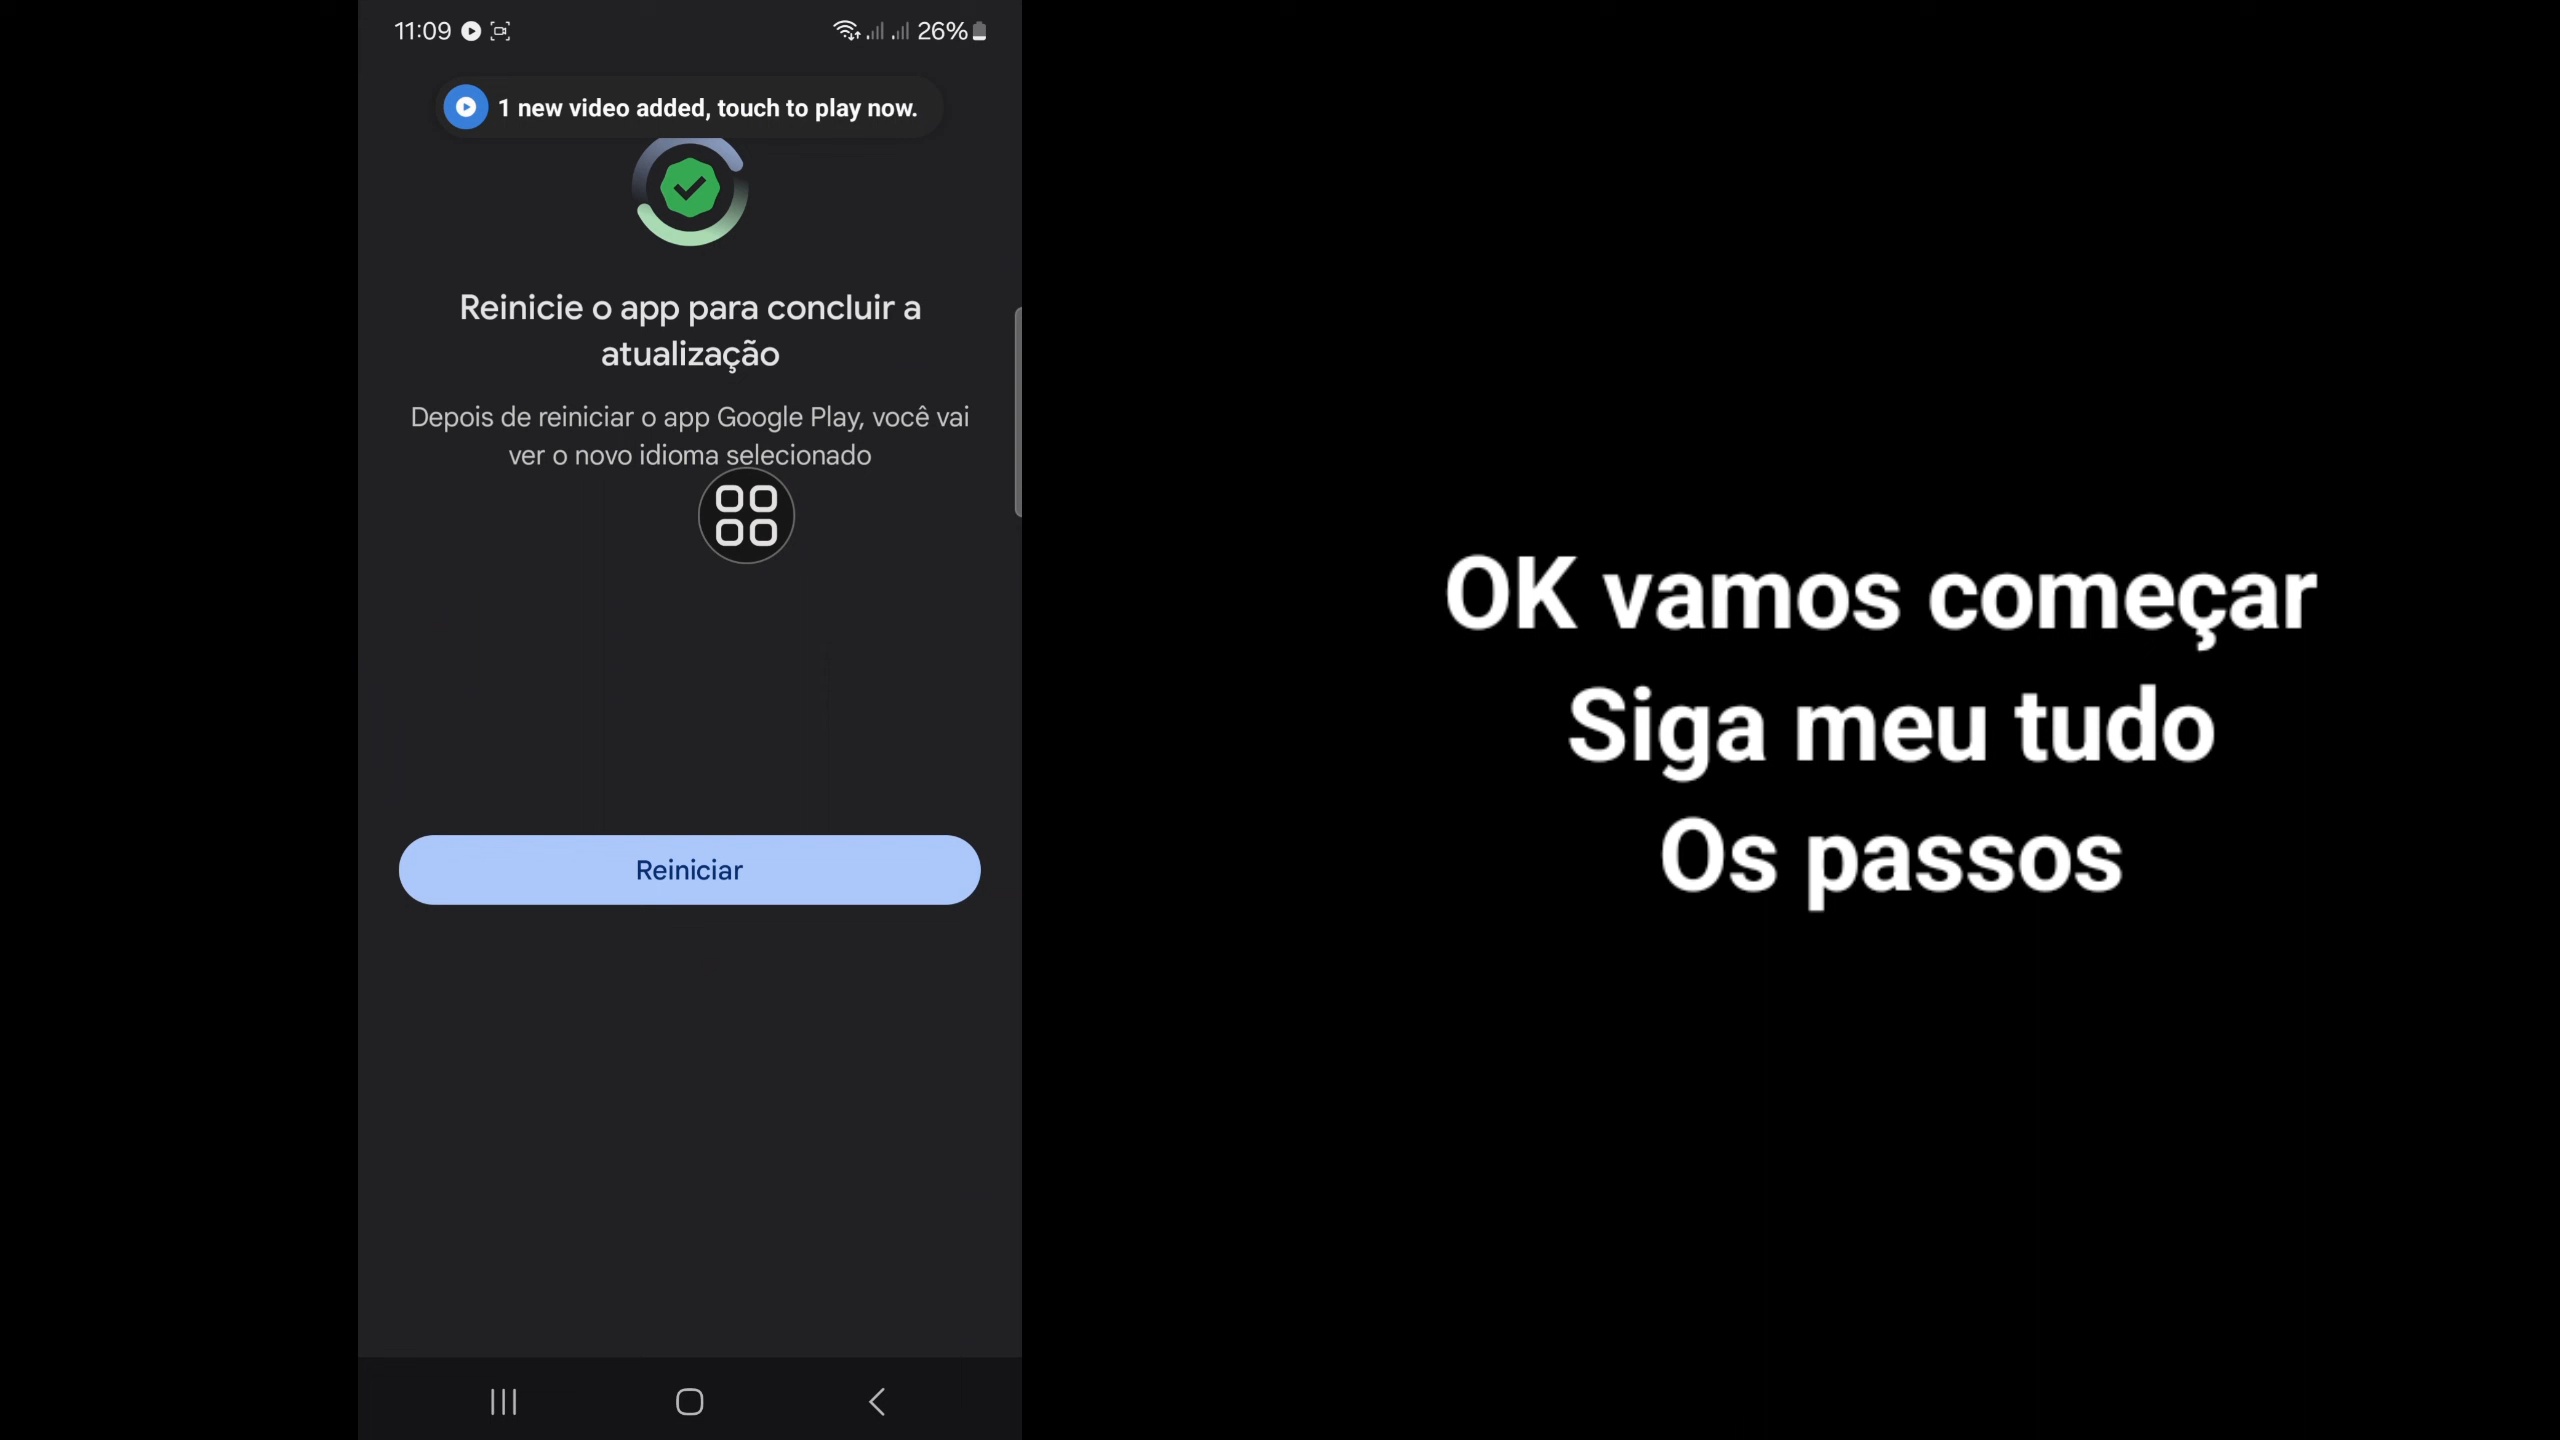 11:09
26%
1 new video added, touch to play now.
Reinicie o app para concluir a
atualização
Depois de reiniciar o app Google Play, você vai
ver o novo idioma selecionado
Reiniciar
OK vamos começar
Siga meu tudo
Os passos